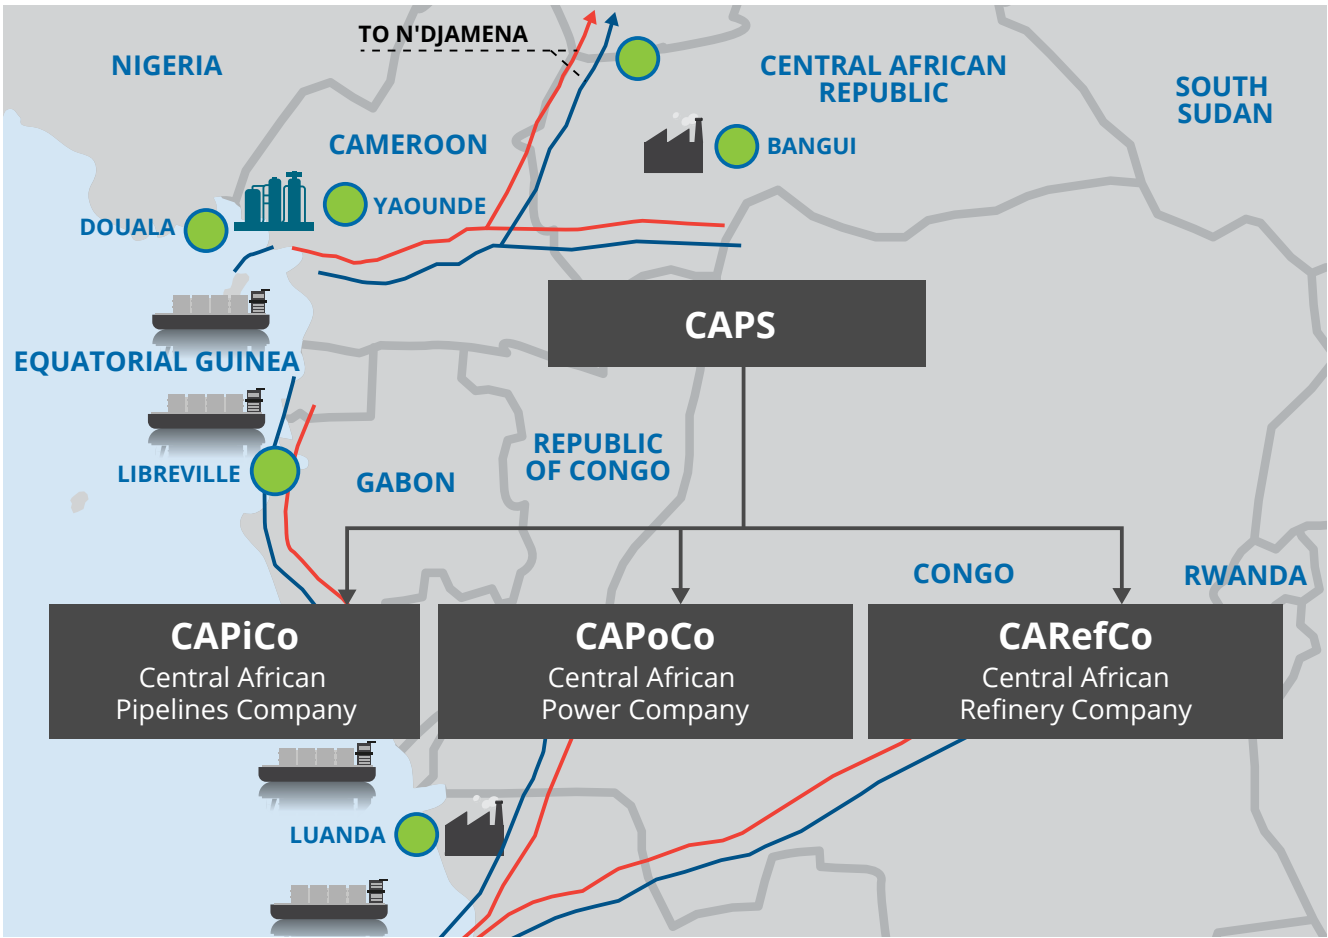 TO N'DJAMENA
NIGERIA
CENTRAL AFRICAN
REPUBLIC
SOUTH
SUDAN
CAMEROON
BANGUI
YAOUNDE
DOUALA
CAPS
EQUATORIAL GUINEA
REPUBLIC
OF CONGO
LIBREVILLE
GABON
CONGO
RWANDA
CAPiCo
Central African
Pipelines Company
CAPoCo
Central African
Power Company
CARefCo
Central African
Refinery Company
LUANDA